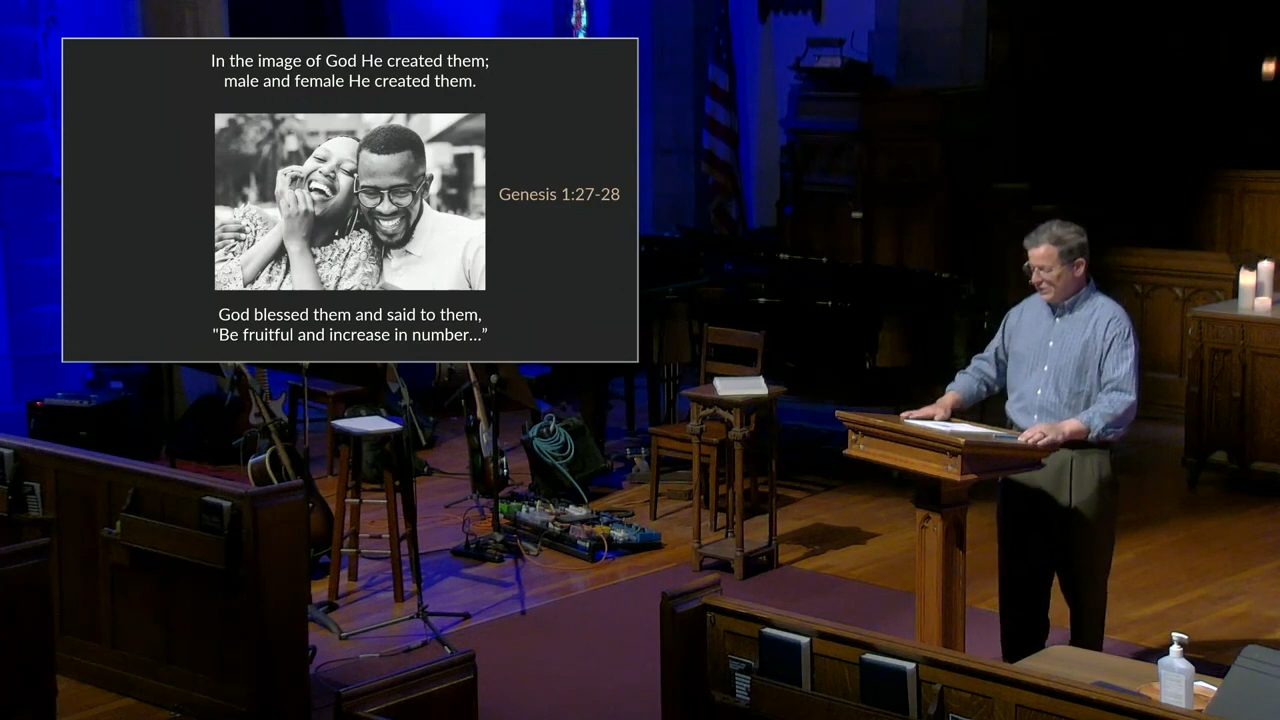 In the image of God He created them;
male and female He created them.
Genesis 1:27-28
God blessed them and said to them,
"Be fruitful and increase in number...”